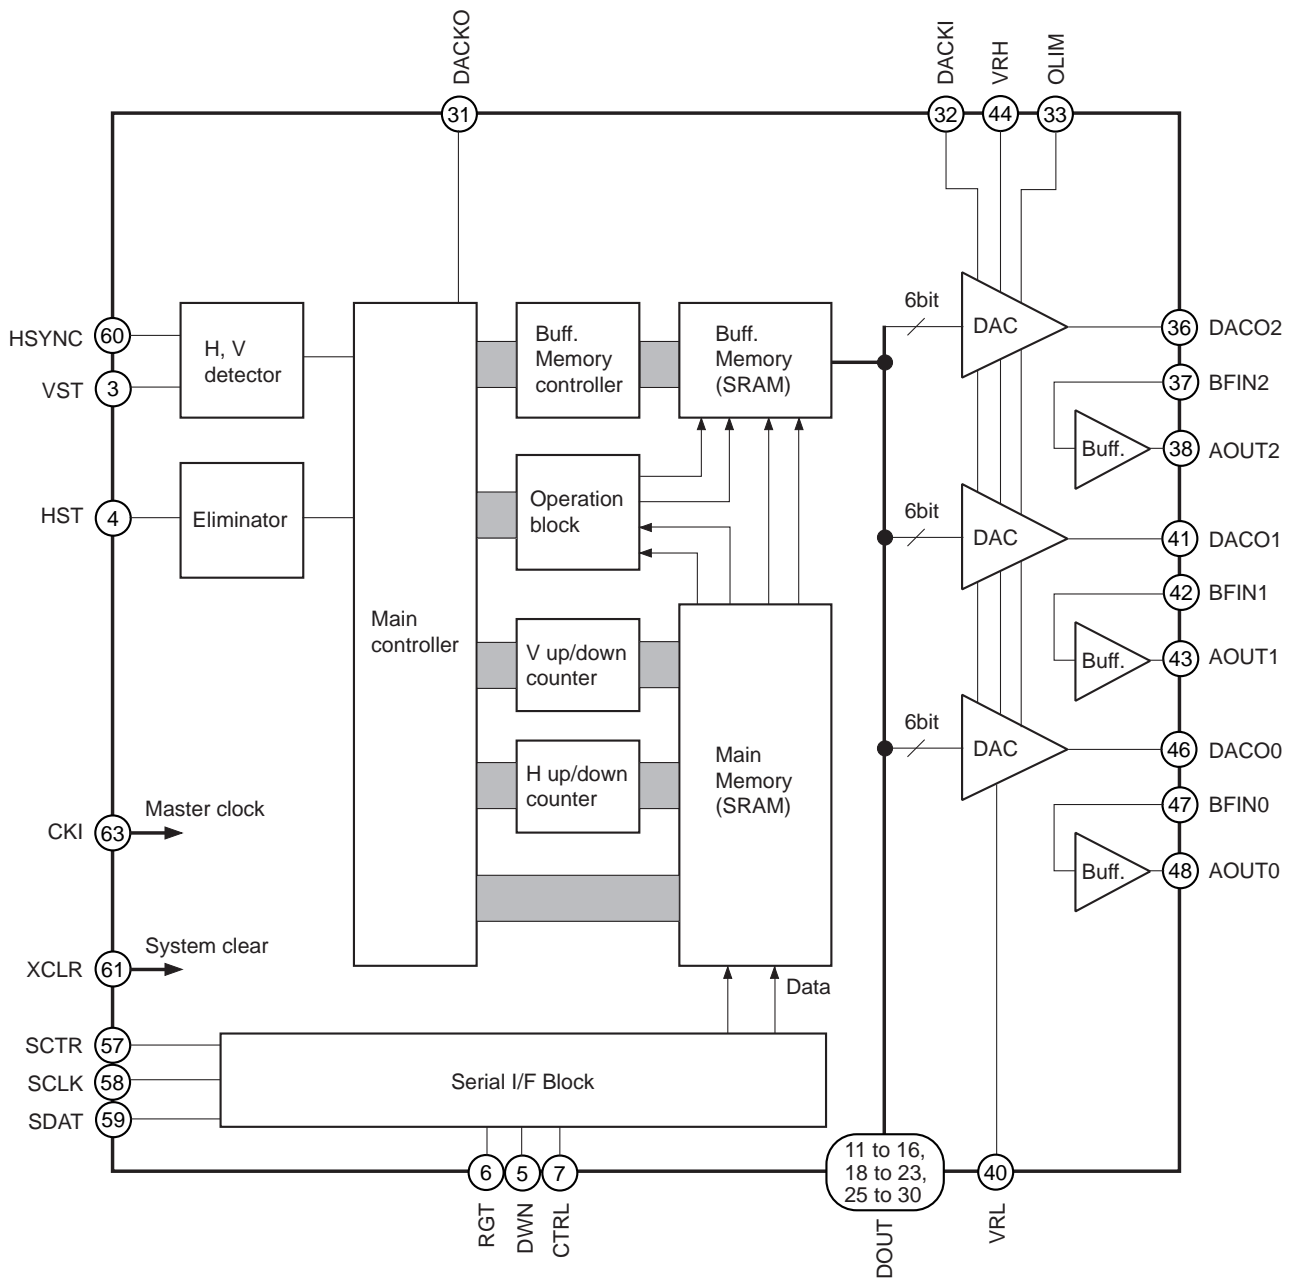 DACKO
DACKI
VRH
OLIM
31
32
44
33
HSYNC
60
VST
3
H, V
detector
HST
4
Eliminator
Main
controller
Buff.
Memory
controller
Buff.
Memory
(SRAM)
Operation
block
V up/down
counter
H up/down
counter
Main
Memory
(SRAM)
6bit
DAC
36
DACO2
37
BFIN2
Buff.
38
AOUT2
6bit
DAC
41
DACO1
42
BFIN1
Buff.
43
AOUT1
6bit
DAC
46
DACO0
47
BFIN0
Buff.
48
AOUT0
CKI
63
Master clock
XCLR
61
System clear
Data
SCTR
57
SCLK
58
SDAT
59
Serial I/F Block
6
5
7
11 to 16,
18 to 23,
25 to 30
40
RGT
DWN
CTRL
DOUT
VRL